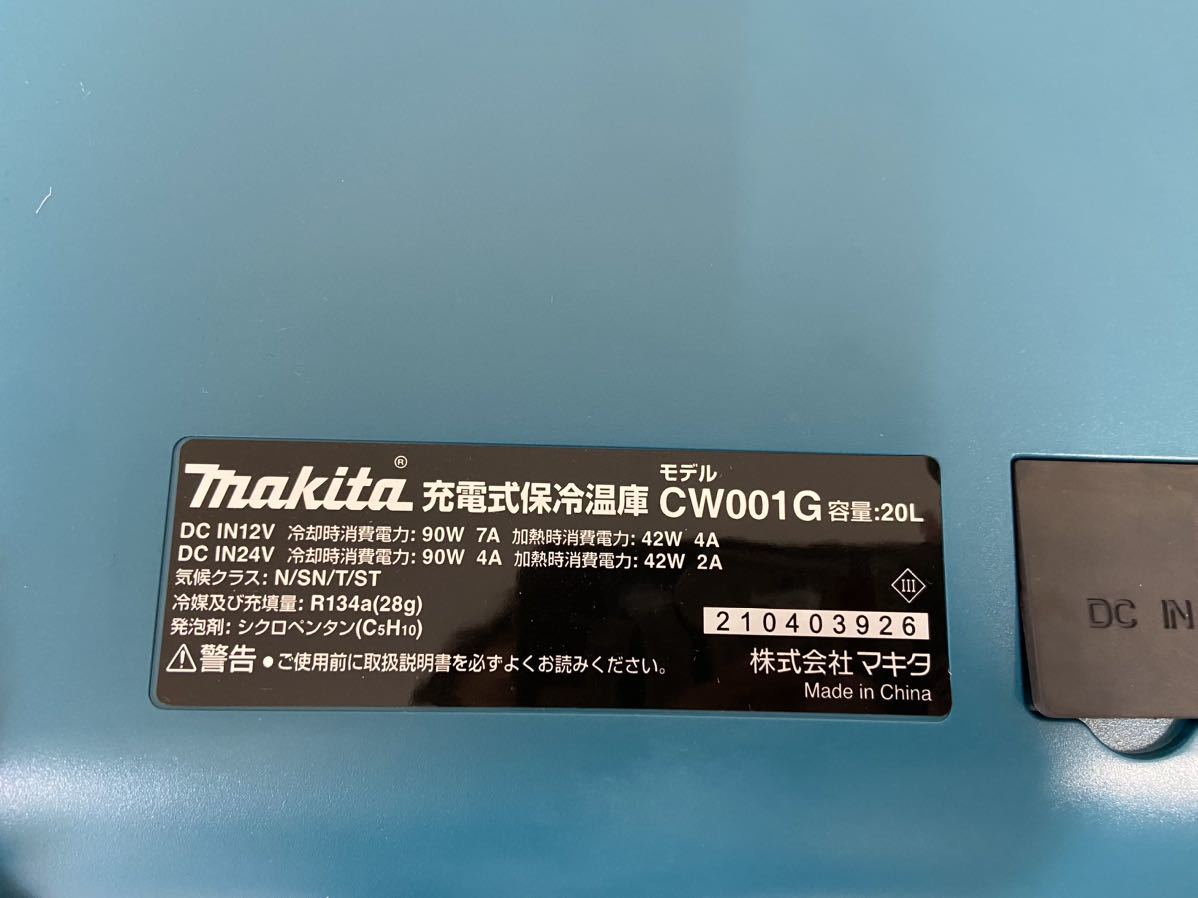 makita® 充電式保冷温庫 モデル CW001G 容量:20L
DC IN12V 冷却時消費電力: 90W 7A 加熱時消費電力: 42W 4A
DC IN24V 冷却時消費電力: 90W 4A 加熱時消費電力: 42W 2A
気候クラス: N/SN/T/ST
冷媒及び充填量: R134a(28g)
III
発泡剤: シクロペンタン(C5H10)
210403926
⚠警告 ●ご使用前に取扱説明書を必ずよくお読みください。
株式会社 マキタ
Made in China
DC IN